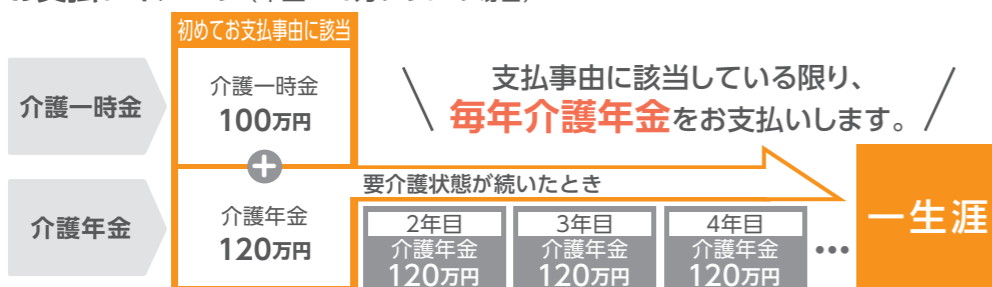 初めてお支払事由に該当
介護一時金
介護一時金
100万円
支払事由に該当している限り、
毎年介護年金をお支払いします。
+
要介護状態が続いたとき
介護年金
介護年金
120万円
2年目
介護年金
120万円
3年目
介護年金
120万円
4年目
介護年金
120万円
•••
一生涯